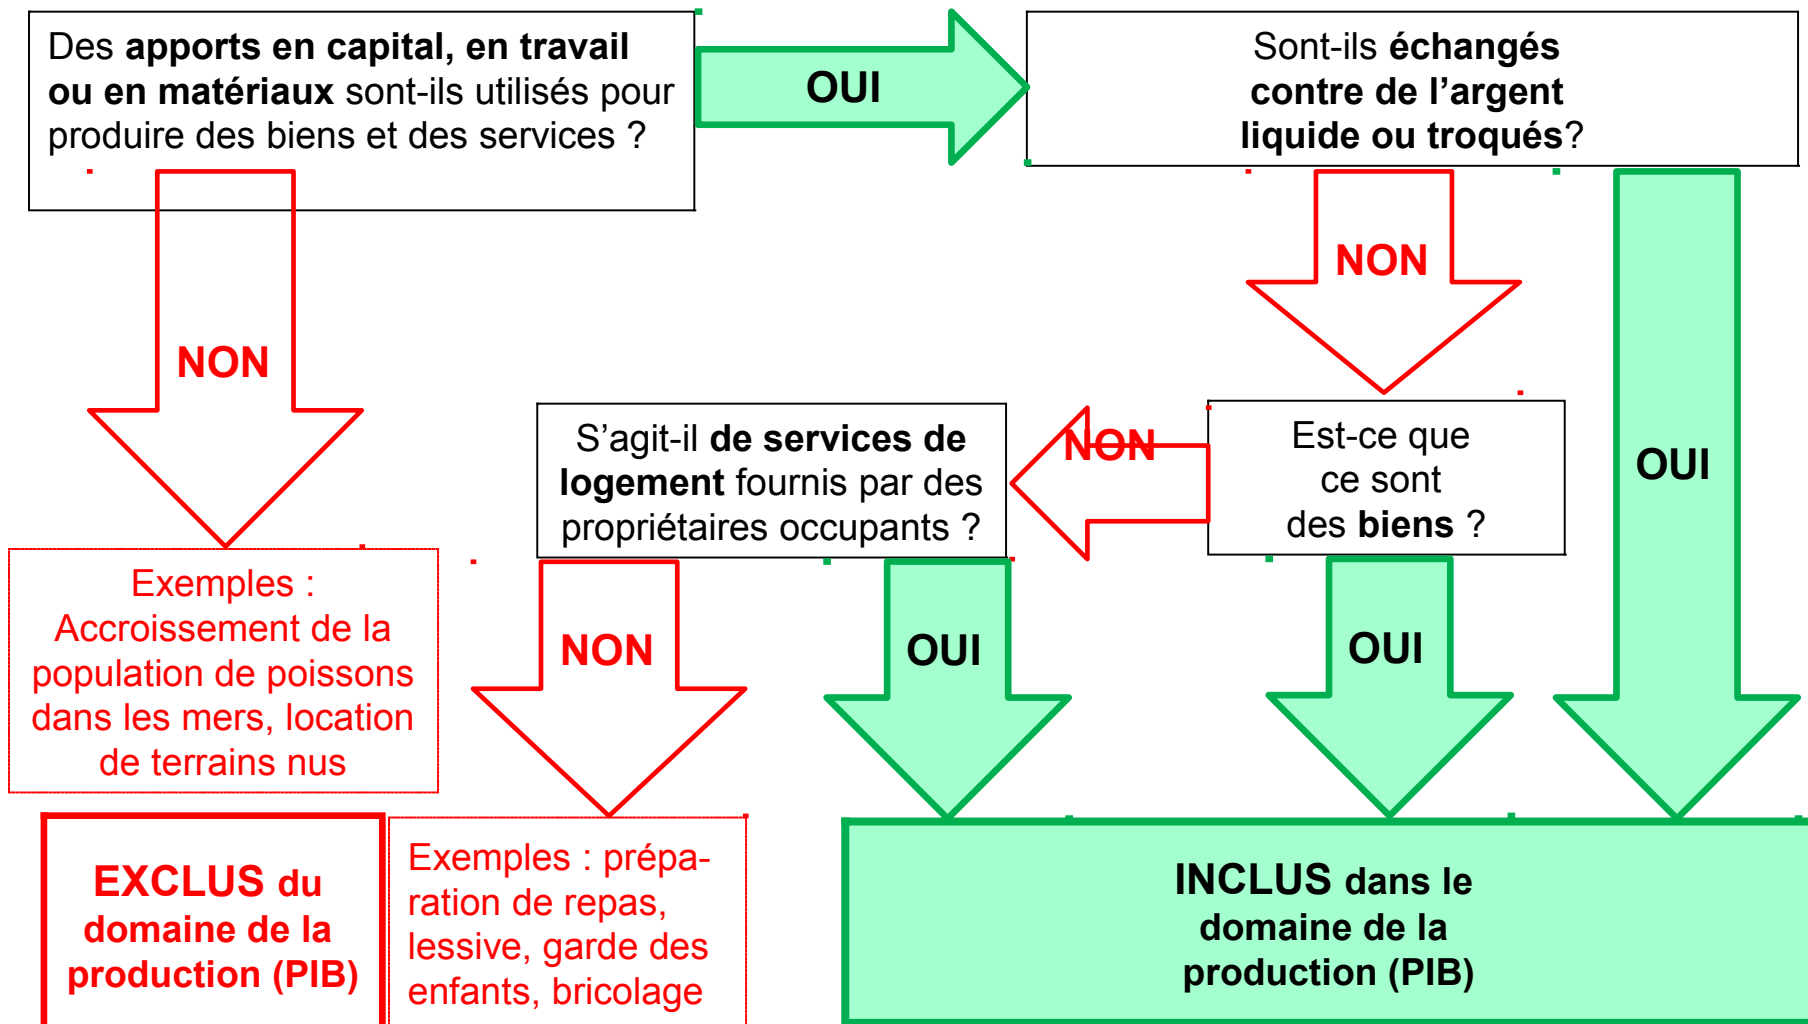 Des apports en capital, en travail
ou en matériaux sont-ils utilisés pour
produire des biens et des services ?
OUI
Sont-ils échangés
contre de l’argent
liquide ou troqués?
NON
NON
OUI
S’agit-il de services de
logement fournis par des
propriétaires occupants ?
NON
Est-ce que
ce sont
des biens ?
Exemples :
Accroissement de la
population de poissons
dans les mers, location
de terrains nus
NON
OUI
OUI
EXCLUS du
domaine de la
production (PIB)
Exemples : prépa-
ration de repas,
lessive, garde des
enfants, bricolage
INCLUS dans le
domaine de la
production (PIB)